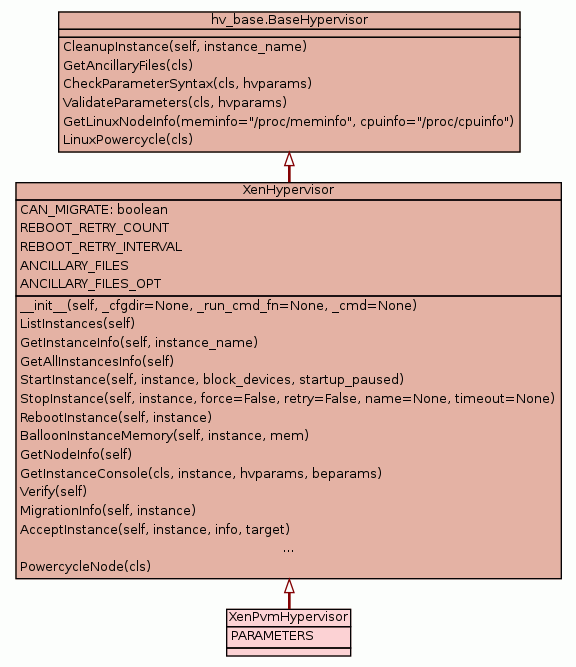 hv_base.BaseHypervisor
CleanupInstance(self, instance_name)
GetAncillaryFiles(cls)
CheckParameterSyntax(cls, hvparams)
ValidateParameters(cls, hvparams)
GetLinuxNodeInfo(meminfo="/proc/meminfo", cpuinfo="/proc/cpuinfo")
LinuxPowercycle(cls)
XenHypervisor
CAN_MIGRATE: boolean
REBOOT_RETRY_COUNT
REBOOT_RETRY_INTERVAL
ANCILLARY_FILES
ANCILLARY_FILES_OPT
__init__(self, _cfgdir=None, _run_cmd_fn=None, _cmd=None)
ListInstances(self)
GetInstanceInfo(self, instance_name)
GetAllInstancesInfo(self)
StartInstance(self, instance, block_devices, startup_paused)
StopInstance(self, instance, force=False, retry=False, name=None, timeout=None)
RebootInstance(self, instance)
BalloonInstanceMemory(self, instance, mem)
GetNodeInfo(self)
GetInstanceConsole(cls, instance, hvparams, beparams)
Verify(self)
MigrationInfo(self, instance)
AcceptInstance(self, instance, info, target)
...
PowercycleNode(cls)
XenPvmHypervisor
PARAMETERS